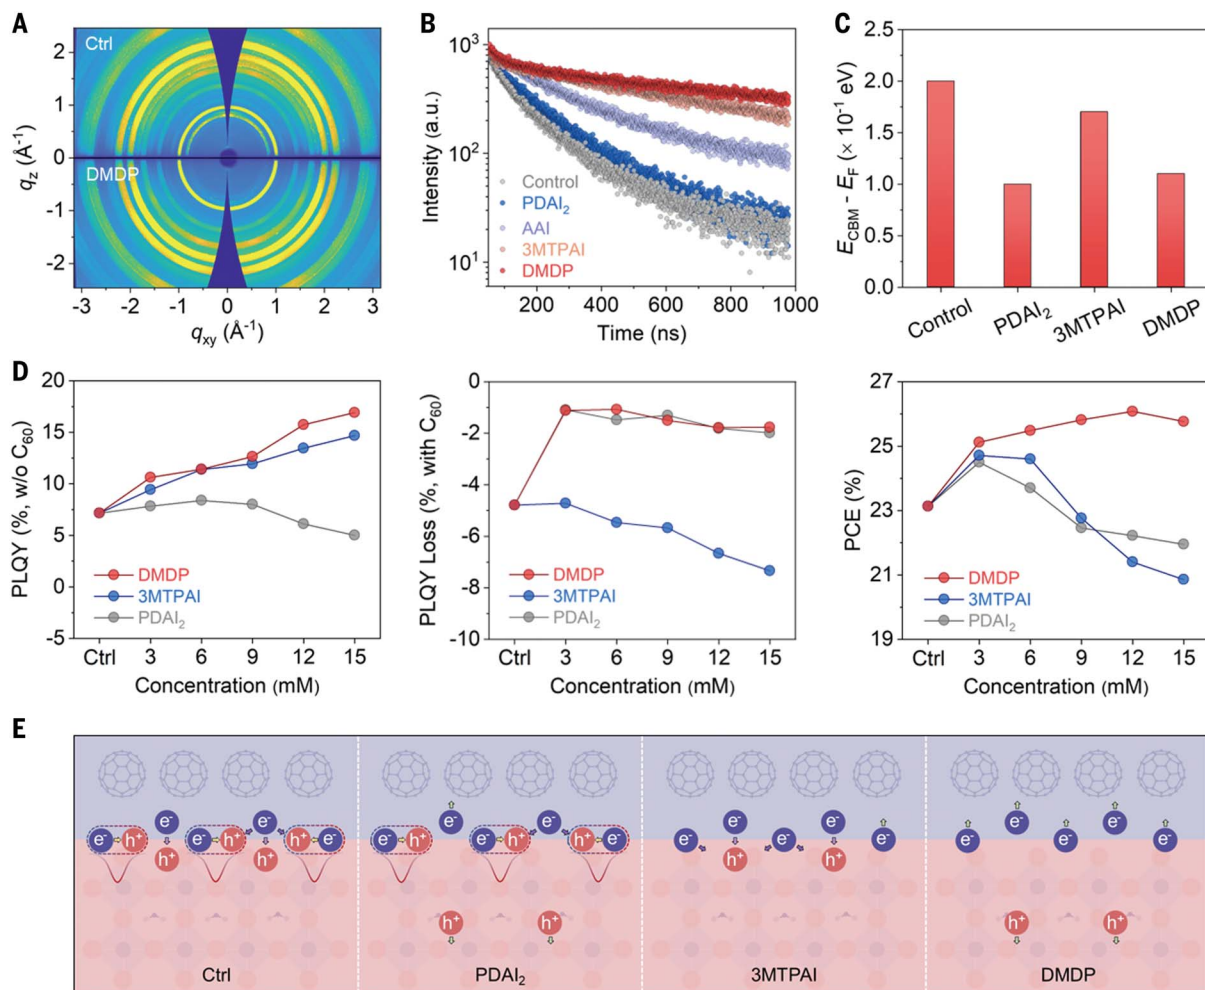 A
Ctrl
DMDP
q_z (Å⁻¹)
2
1
0
-1
-2
-3 -2 -1 0 1 2 3
q_xy (Å⁻¹)
B
Intensity (a.u.)
10³
10²
10¹
Control
PDAI₂
AAI
3MTPAI
DMDP
200 400 600 800 1000
Time (ns)
C
E_CBM - E_F (× 10⁻¹ eV)
2.5
2.0
1.5
1.0
0.5
0.0
Control PDAI₂ 3MTPAI DMDP
D
PLQY (%, w/o C₆₀)
20
15
10
5
0
-5
DMDP
3MTPAI
PDAI₂
Ctrl 3 6 9 12 15
Concentration (mM)
PLQY Loss (%, with C₆₀)
0
-2
-4
-6
-8
-10
DMDP
3MTPAI
PDAI₂
Ctrl 3 6 9 12 15
Concentration (mM)
PCE (%)
27
25
23
21
19
DMDP
3MTPAI
PDAI₂
Ctrl 3 6 9 12 15
Concentration (mM)
E
e⁻ e⁻
e⁻ h⁺ e⁻ h⁺ h⁺ e⁻
h⁺ h⁺
Ctrl
e⁻ e⁻
e⁻ h⁺ e⁻ h⁺ h⁺ e⁻
h⁺ h⁺
PDAI₂
e⁻ e⁻
e⁻ e⁻ e⁻
h⁺ h⁺
3MTPAI
e⁻ e⁻
e⁻ e⁻ e⁻
h⁺ h⁺
DMDP